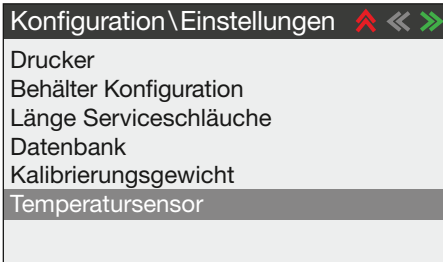 Konfiguration\Einstellungen
Drucker
Behälter Konfiguration
Länge Serviceschläuche
Datenbank
Kalibrierungsgewicht
Temperatursensor